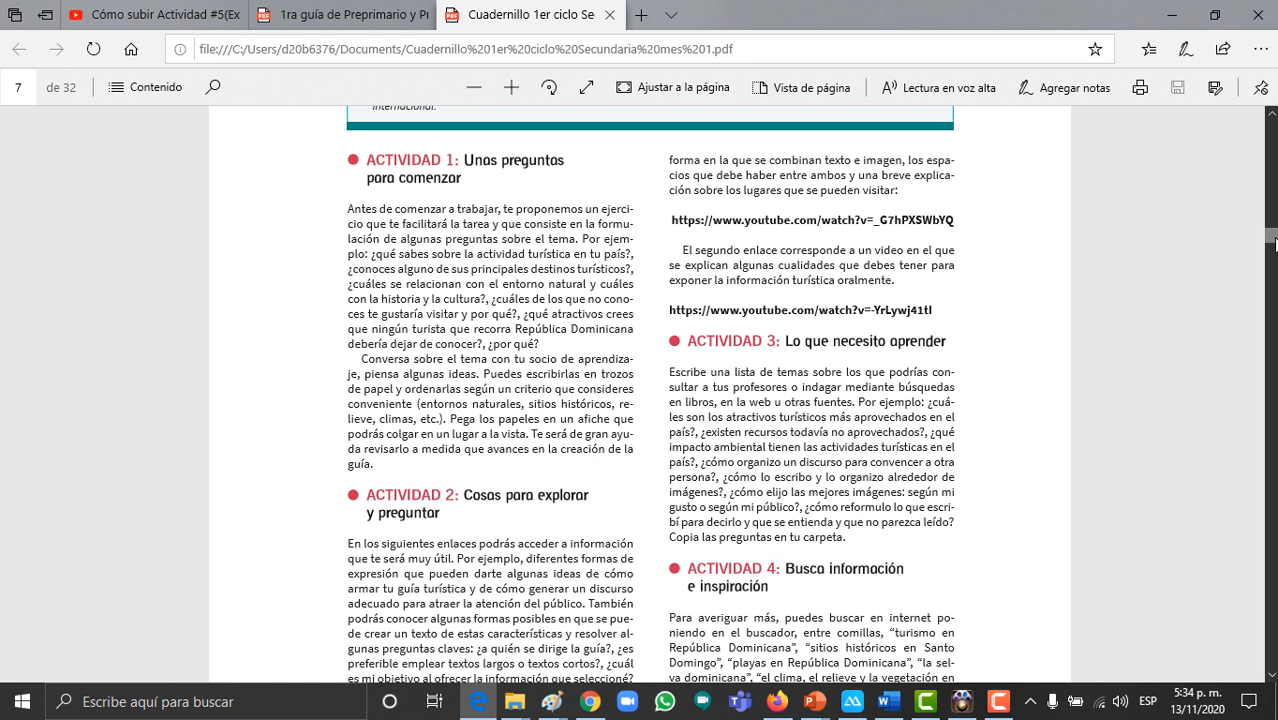 Cómo subir Actividad #5(Ex
1ra guía de Preprimario y Pr
Cuadernillo 1er ciclo Se
file:///C:/Users/d20b6376/Documents/Cuadernillo%201er%20ciclo%20Secundaria%20mes%201.pdf
7 de 32 Contenido Ajustar a la página Vista de página Lectura en voz alta Agregar notas
internacional.
ACTIVIDAD 1: Unas preguntas
para comenzar
Antes de comenzar a trabajar, te proponemos un ejerci-
cio que te facilitará la tarea y que consiste en la formu-
lación de algunas preguntas sobre el tema. Por ejem-
plo: ¿qué sabes sobre la actividad turística en tu país?,
¿conoces alguno de sus principales destinos turísticos?,
¿cuáles se relacionan con el entorno natural y cuáles
con la historia y la cultura?, ¿cuáles de los que no cono-
ces te gustaría visitar y por qué?, ¿qué atractivos crees
que ningún turista que recorra República Dominicana
debería dejar de conocer?, ¿por qué?
Conversa sobre el tema con tu socio de aprendiza-
je, piensa algunas ideas. Puedes escribirlas en trozos
de papel y ordenarlas según un criterio que consideres
conveniente (entornos naturales, sitios históricos, re-
lieve, climas, etc.). Pega los papeles en un afiche que
podrás colgar en un lugar a la vista. Te será de gran ayu-
da revisarlo a medida que avances en la creación de la
guía.
ACTIVIDAD 2: Cosas para explorar
y preguntar
En los siguientes enlaces podrás acceder a información
que te será muy útil. Por ejemplo, diferentes formas de
expresión que pueden darte algunas ideas de cómo
armar tu guía turística y de cómo generar un discurso
adecuado para atraer la atención del público. También
podrás conocer algunas formas posibles en que se pue-
de crear un texto de estas características y resolver al-
gunas preguntas claves: ¿a quién se dirige la guía?, ¿es
preferible emplear textos largos o textos cortos?, ¿cuál
es mi objetivo al ofrecer la información que seleccioné?
forma en la que se combinan texto e imagen, los espa-
cios que debe haber entre ambos y una breve explica-
ción sobre los lugares que se pueden visitar:
https://www.youtube.com/watch?v=_G7hPXSWbYQ
El segundo enlace corresponde a un video en el que
se explican algunas cualidades que debes tener para
exponer la información turística oralmente.
https://www.youtube.com/watch?v=-YrLywj41tI
ACTIVIDAD 3: Lo que necesito aprender
Escribe una lista de temas sobre los que podrías con-
sultar a tus profesores o indagar mediante búsquedas
en libros, en la web u otras fuentes. Por ejemplo: ¿cuá-
les son los atractivos turísticos más aprovechados en el
país?, ¿existen recursos todavía no aprovechados?, ¿qué
impacto ambiental tienen las actividades turísticas en el
país?, ¿cómo organizo un discurso para convencer a otra
persona?, ¿cómo lo escribo y lo organizo alrededor de
imágenes?, ¿cómo elijo las mejores imágenes: según mi
gusto o según mi público?, ¿cómo reformulo lo que escri-
bí para decirlo y que se entienda y que no parezca leído?
Copia las preguntas en tu carpeta.
ACTIVIDAD 4: Busca información
e inspiración
Para averiguar más, puedes buscar en internet po-
niendo en el buscador, entre comillas, “turismo en
República Dominicana”, “sitios históricos en Santo
Domingo”, “playas en República Dominicana”, “la sel-
va dominicana”, “el clima, el relieve y la vegetación en
Escribe aquí para buscar
ESP
5:34 p. m.
13/11/2020